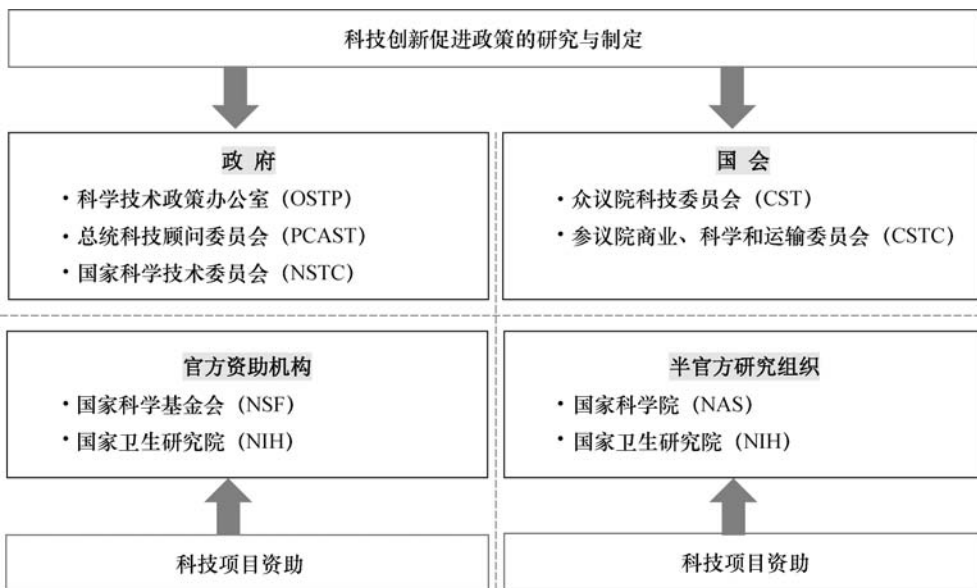 科技创新促进政策的研究与制定
政 府
· 科学技术政策办公室（OSTP）
· 总统科技顾问委员会（PCAST）
· 国家科学技术委员会（NSTC）
国 会
· 众议院科技委员会（CST）
· 参议院商业、科学和运输委员会（CSTC）
官方资助机构
· 国家科学基金会（NSF）
· 国家卫生研究院（NIH）
半官方研究组织
· 国家科学院（NAS）
· 国家卫生研究院（NIH）
科技项目资助
科技项目资助